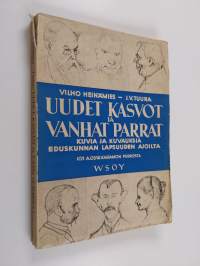 VILHO HEINÄMIES – J.V. TUURA
UUDET KASVOT
JA
VANHAT PARRAT
KUVIA JA KUVAUKSIA
EDUSKUNNAN LAPSUUDEN AJOILTA
WSOY